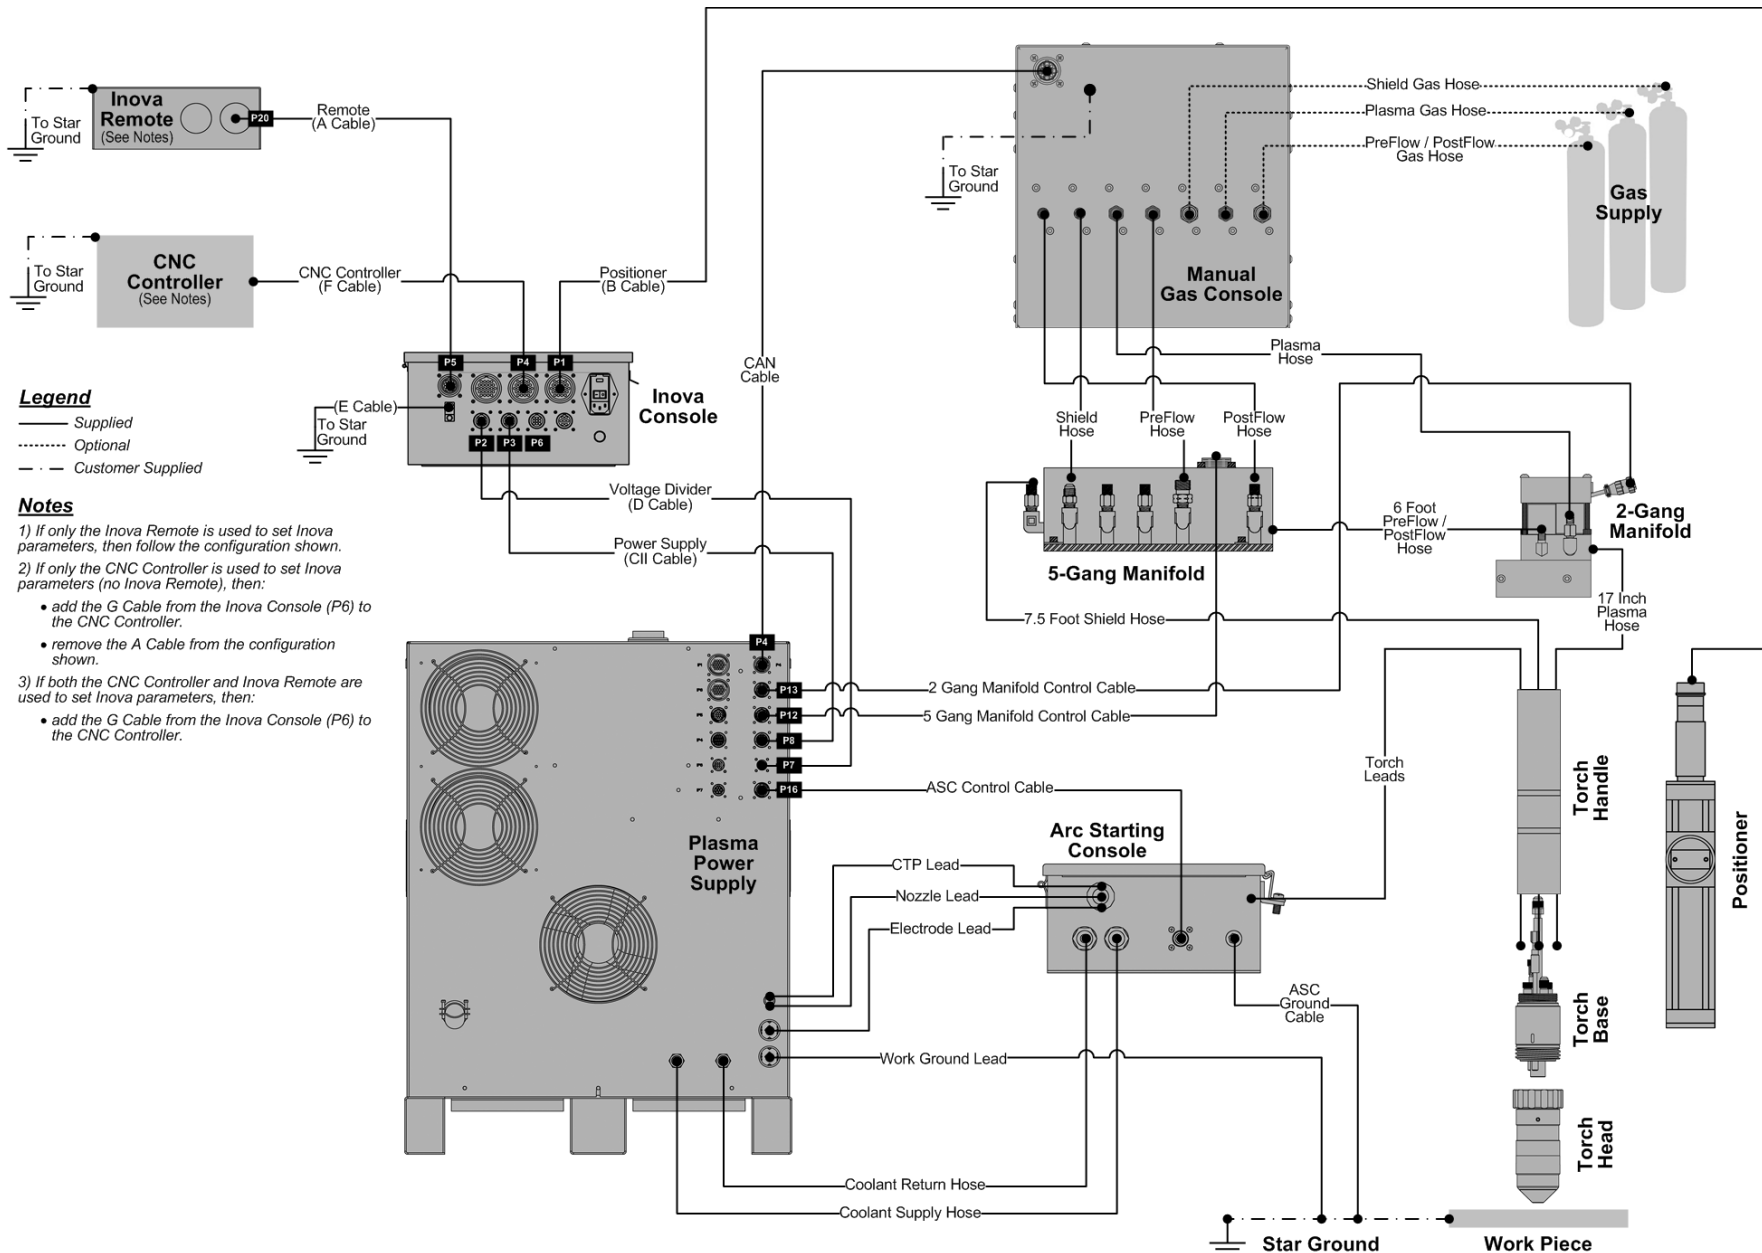 Inova
Remote
(See Notes)
P20
Remote
(A Cable)
To Star
Ground
CNC
Controller
(See Notes)
To Star
Ground
CNC Controller
(F Cable)
Positioner
(B Cable)
P5
P4
P1
(E Cable)
To Star
Ground
P2
P3
P6
Inova
Console
CAN
Cable
Legend
Supplied
Optional
Customer Supplied
Notes
1) If only the Inova Remote is used to set Inova
parameters, then follow the configuration shown.
2) If only the CNC Controller is used to set Inova
parameters (no Inova Remote), then:
• add the G Cable from the Inova Console (P6) to
the CNC Controller.
• remove the A Cable from the configuration
shown.
3) If both the CNC Controller and Inova Remote are
used to set Inova parameters, then:
• add the G Cable from the Inova Console (P6) to
the CNC Controller.
Voltage Divider
(D Cable)
Power Supply
(CII Cable)
To Star
Ground
Manual
Gas Console
Shield Gas Hose
Plasma Gas Hose
PreFlow / PostFlow
Gas Hose
Gas
Supply
Plasma
Hose
Shield
Hose
PreFlow
Hose
PostFlow
Hose
5-Gang Manifold
6 Foot
PreFlow /
PostFlow
Hose
2-Gang
Manifold
17 Inch
Plasma
Hose
7.5 Foot Shield Hose
P4
P13
P12
P8
P7
P16
2 Gang Manifold Control Cable
5 Gang Manifold Control Cable
ASC Control Cable
Plasma
Power
Supply
CTP Lead
Nozzle Lead
Electrode Lead
Work Ground Lead
Arc Starting
Console
ASC
Ground
Cable
Torch
Leads
Torch
Handle
Positioner
Torch
Base
Torch
Head
Coolant Return Hose
Coolant Supply Hose
Star Ground
Work Piece